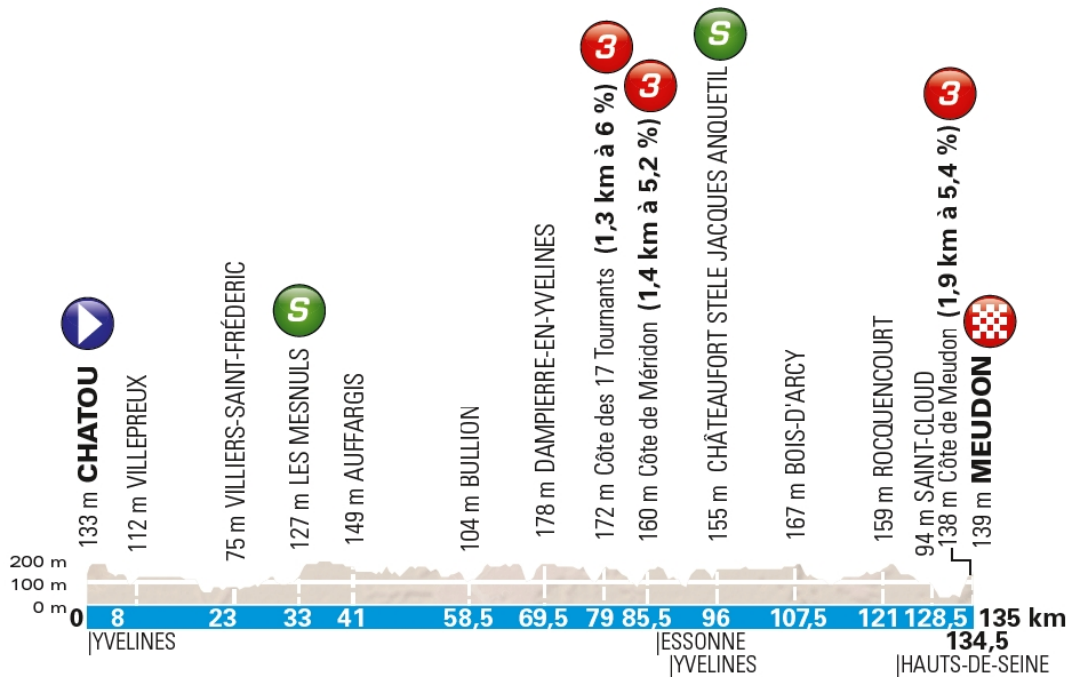 133 m CHATOU
112 m VILLEPREUX
75 m VILLIERS-SAINT-FRÉDERIC
S
127 m LES MESNULS
149 m AUFFARGIS
104 m BULLION
178 m DAMPIERRE-EN-YVELINES
3
172 m Côte des 17 Tournants (1,3 km à 6 %)
3
160 m Côte de Méridon (1,4 km à 5,2 %)
S
155 m CHÂTEAUFORT STELE JACQUES ANQUETIL
167 m BOIS-D'ARCY
159 m ROCQUENCOURT
94 m SAINT-CLOUD
3
138 m Côte de Meudon (1,9 km à 5,4 %)
139 m MEUDON
200 m
100 m
0 m
0 8 23 33 41 58,5 69,5 79 85,5 96 107,5 121 128,5 135 km
134,5
|YVELINES
|ESSONNE
|YVELINES
|HAUTS-DE-SEINE